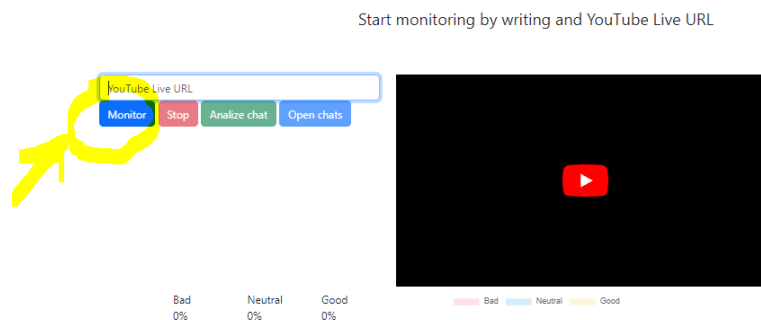 Start monitoring by writing and YouTube Live URL
YouTube Live URL
Monitor Stop Analize chat Open chats
Bad Neutral Good
0% 0% 0%
Bad Neutral Good